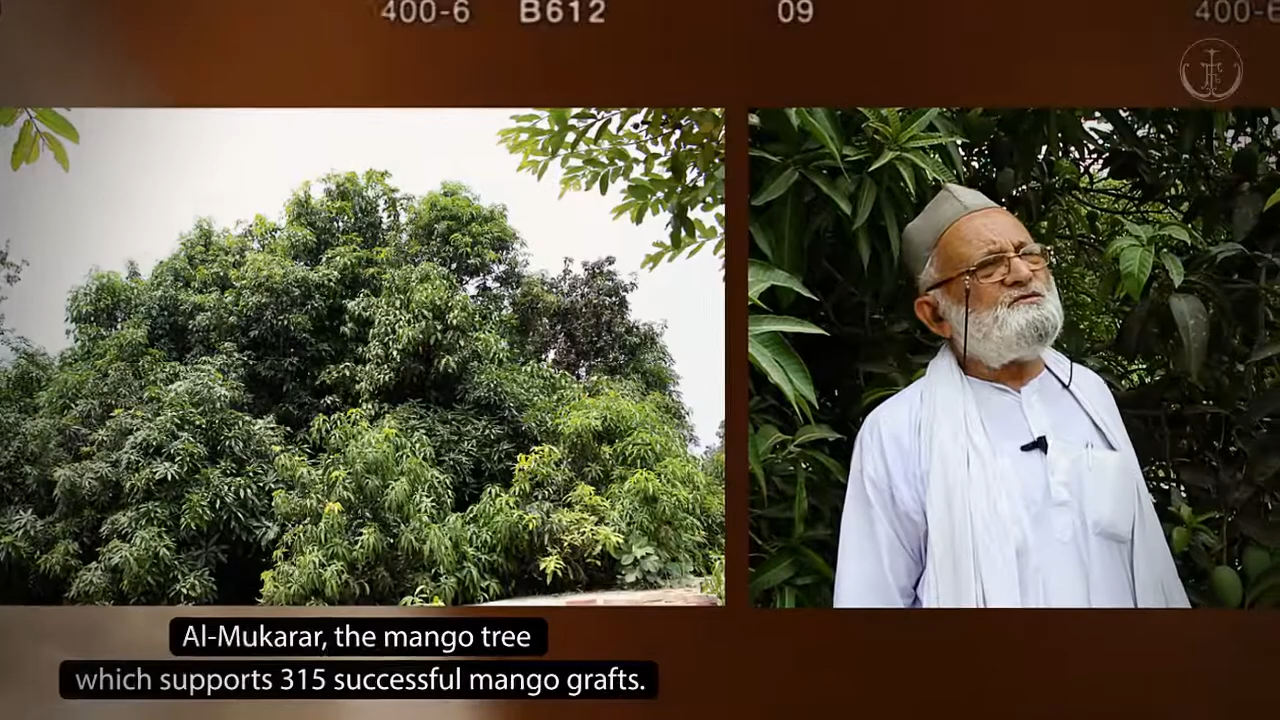 400-6 B612 09 400-6
Al-Mukarar, the mango tree
which supports 315 successful mango grafts.